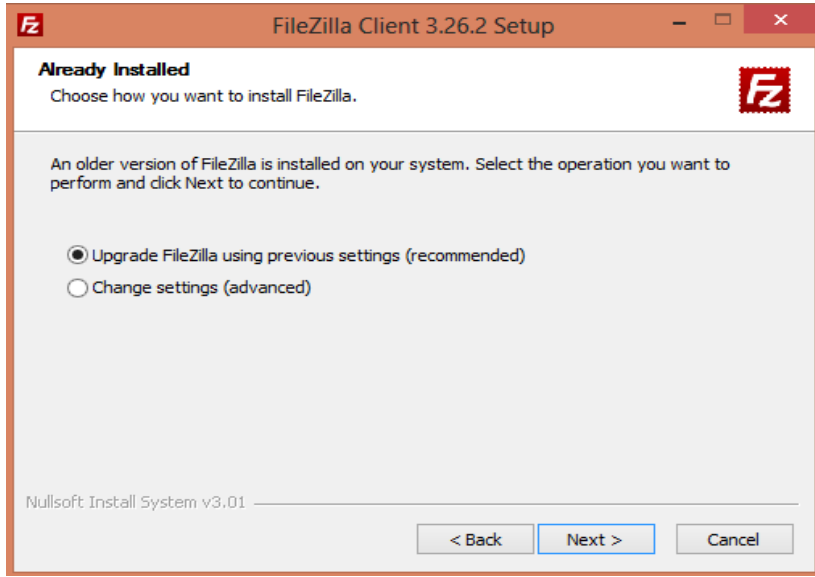 FileZilla Client 3.26.2 Setup
Already Installed
Choose how you want to install FileZilla.
An older version of FileZilla is installed on your system. Select the operation you want to
perform and click Next to continue.
Upgrade FileZilla using previous settings (recommended)
Change settings (advanced)
Nullsoft Install System v3.01
< Back Next > Cancel